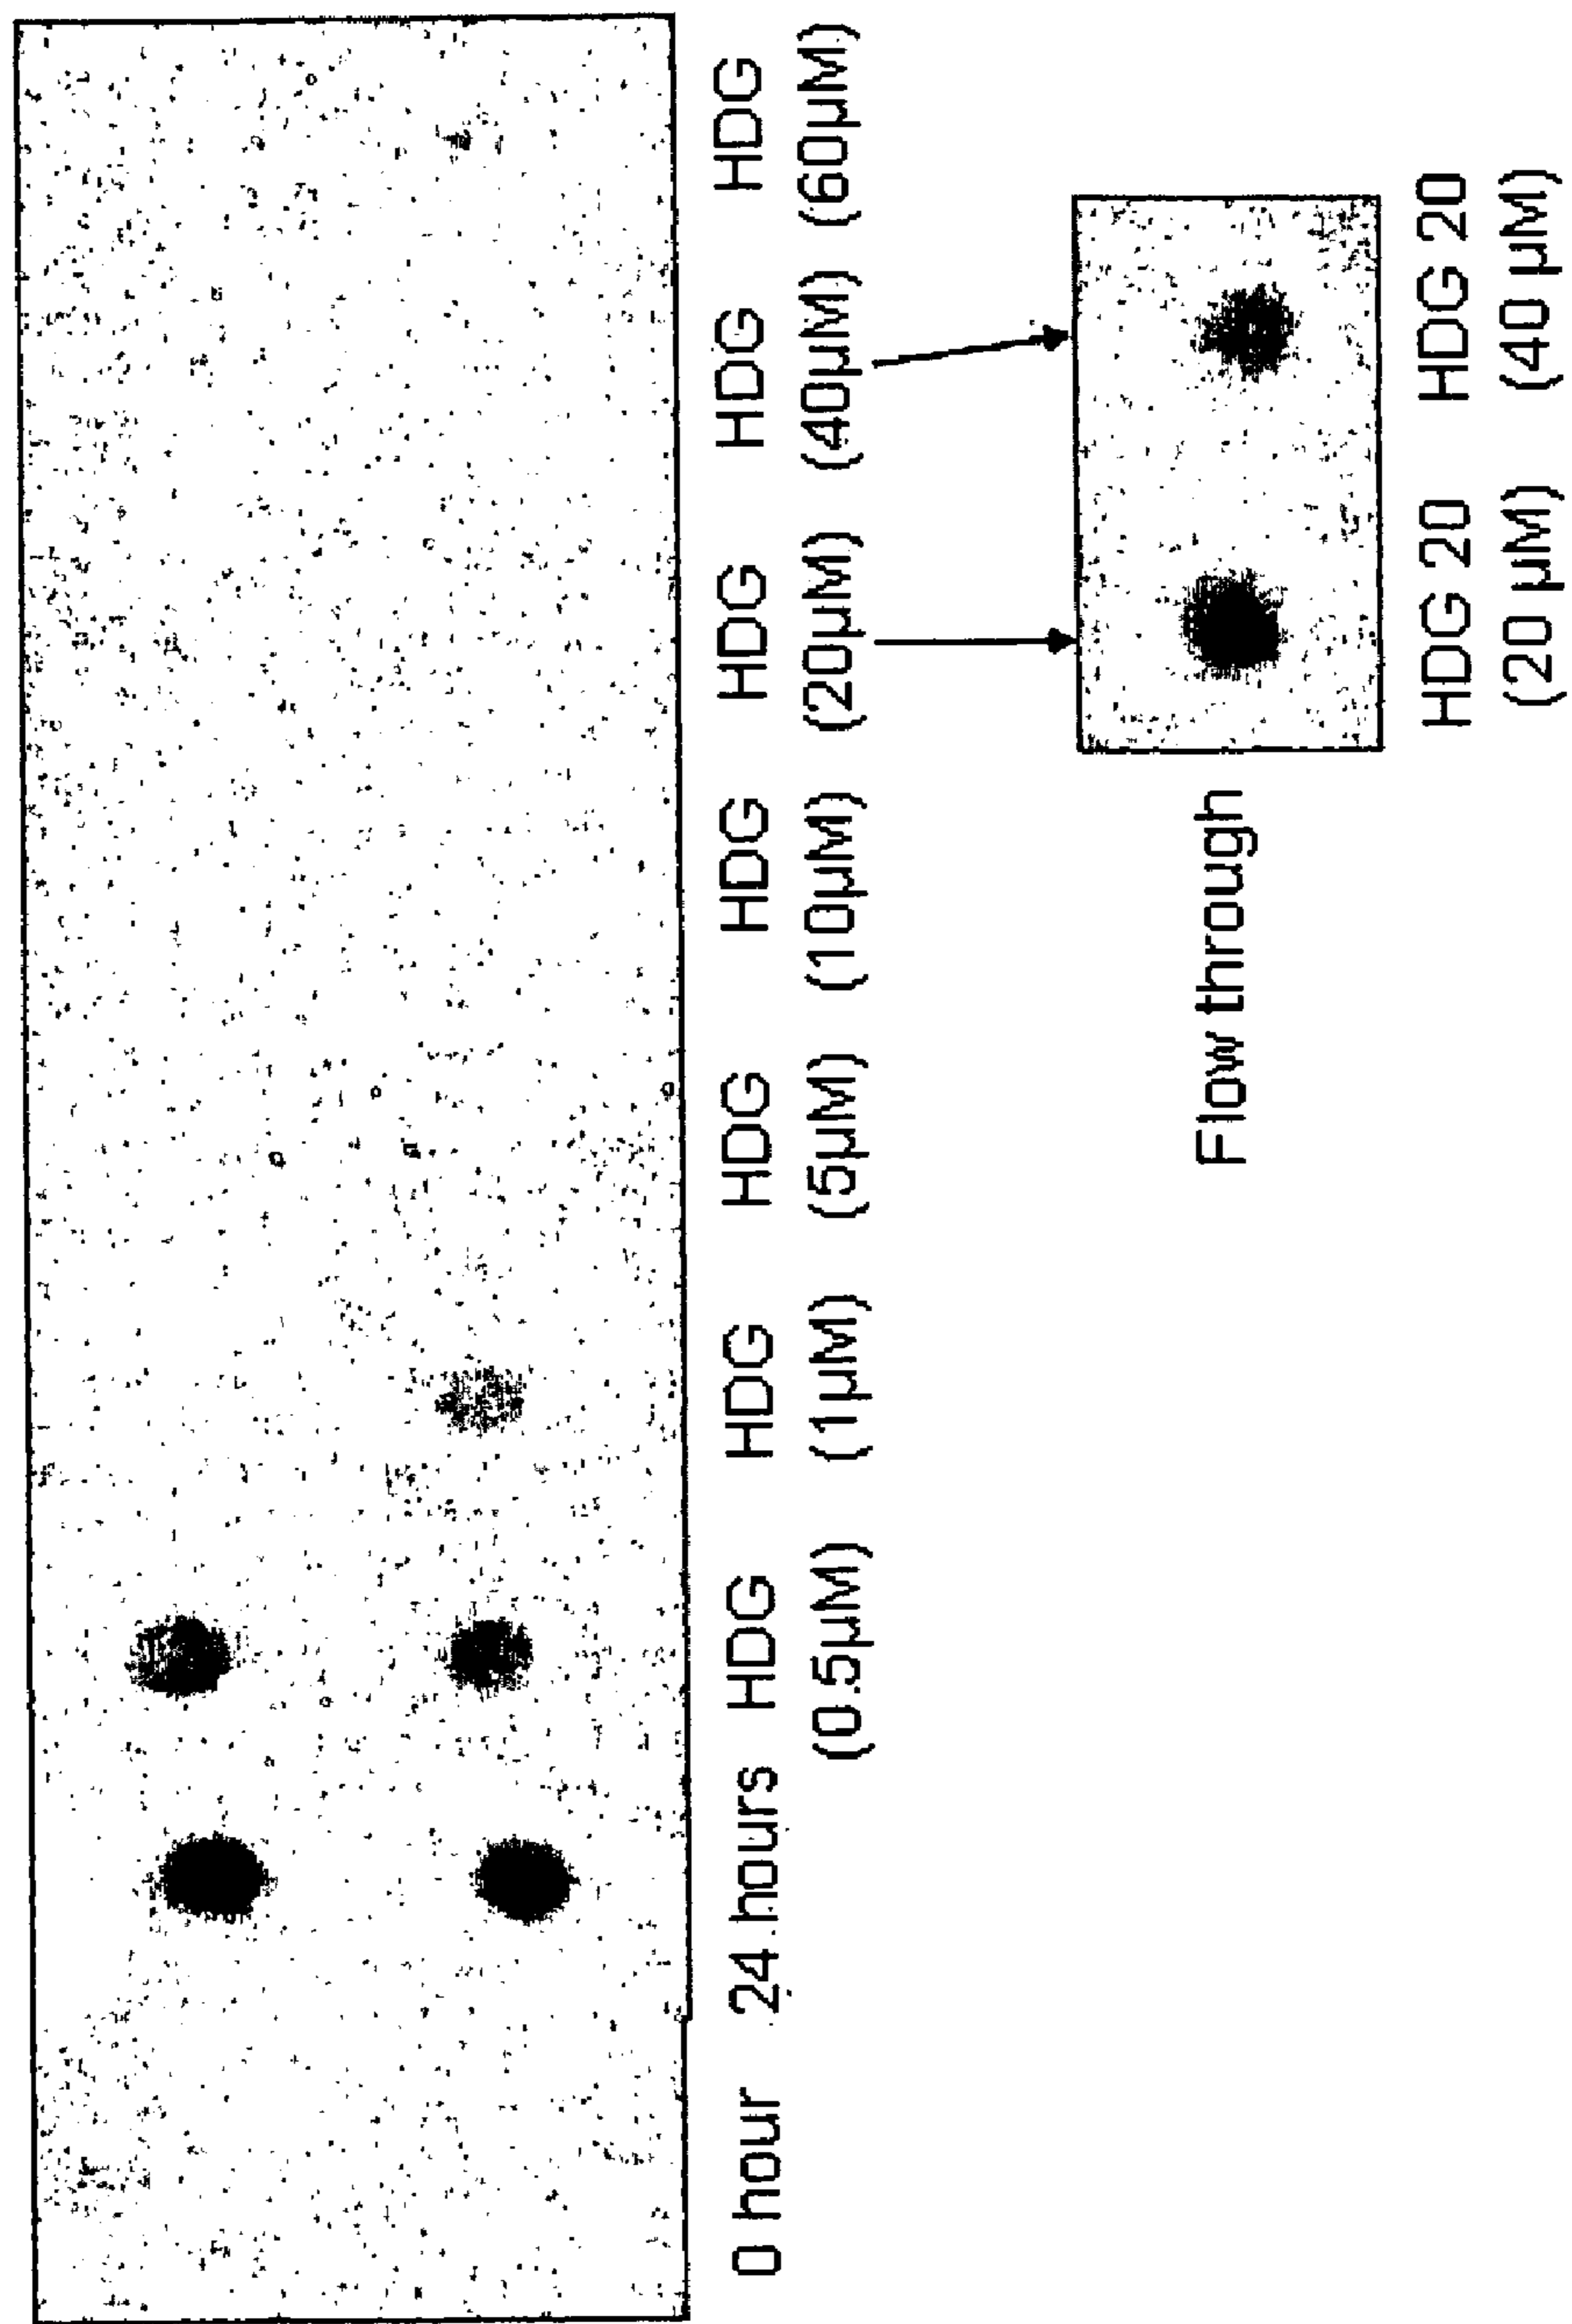 0 hour 24 hours HDG HDG HDG HDG HDG HDG HDG
(0.5µM) (1µM) (5µM) (10µM) (20µM) (40µM) (60µM)
Flow through
HDG 20 HDG 20
(20 µM) (40 µM)